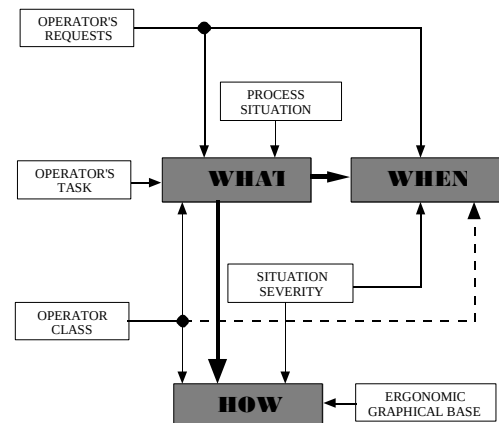 OPERATOR'S
REQUESTS
PROCESS
SITUATION
OPERATOR'S
TASK
WHAT
WHEN
SITUATION
SEVERITY
OPERATOR
CLASS
HOW
ERGONOMIC
GRAPHICAL BASE